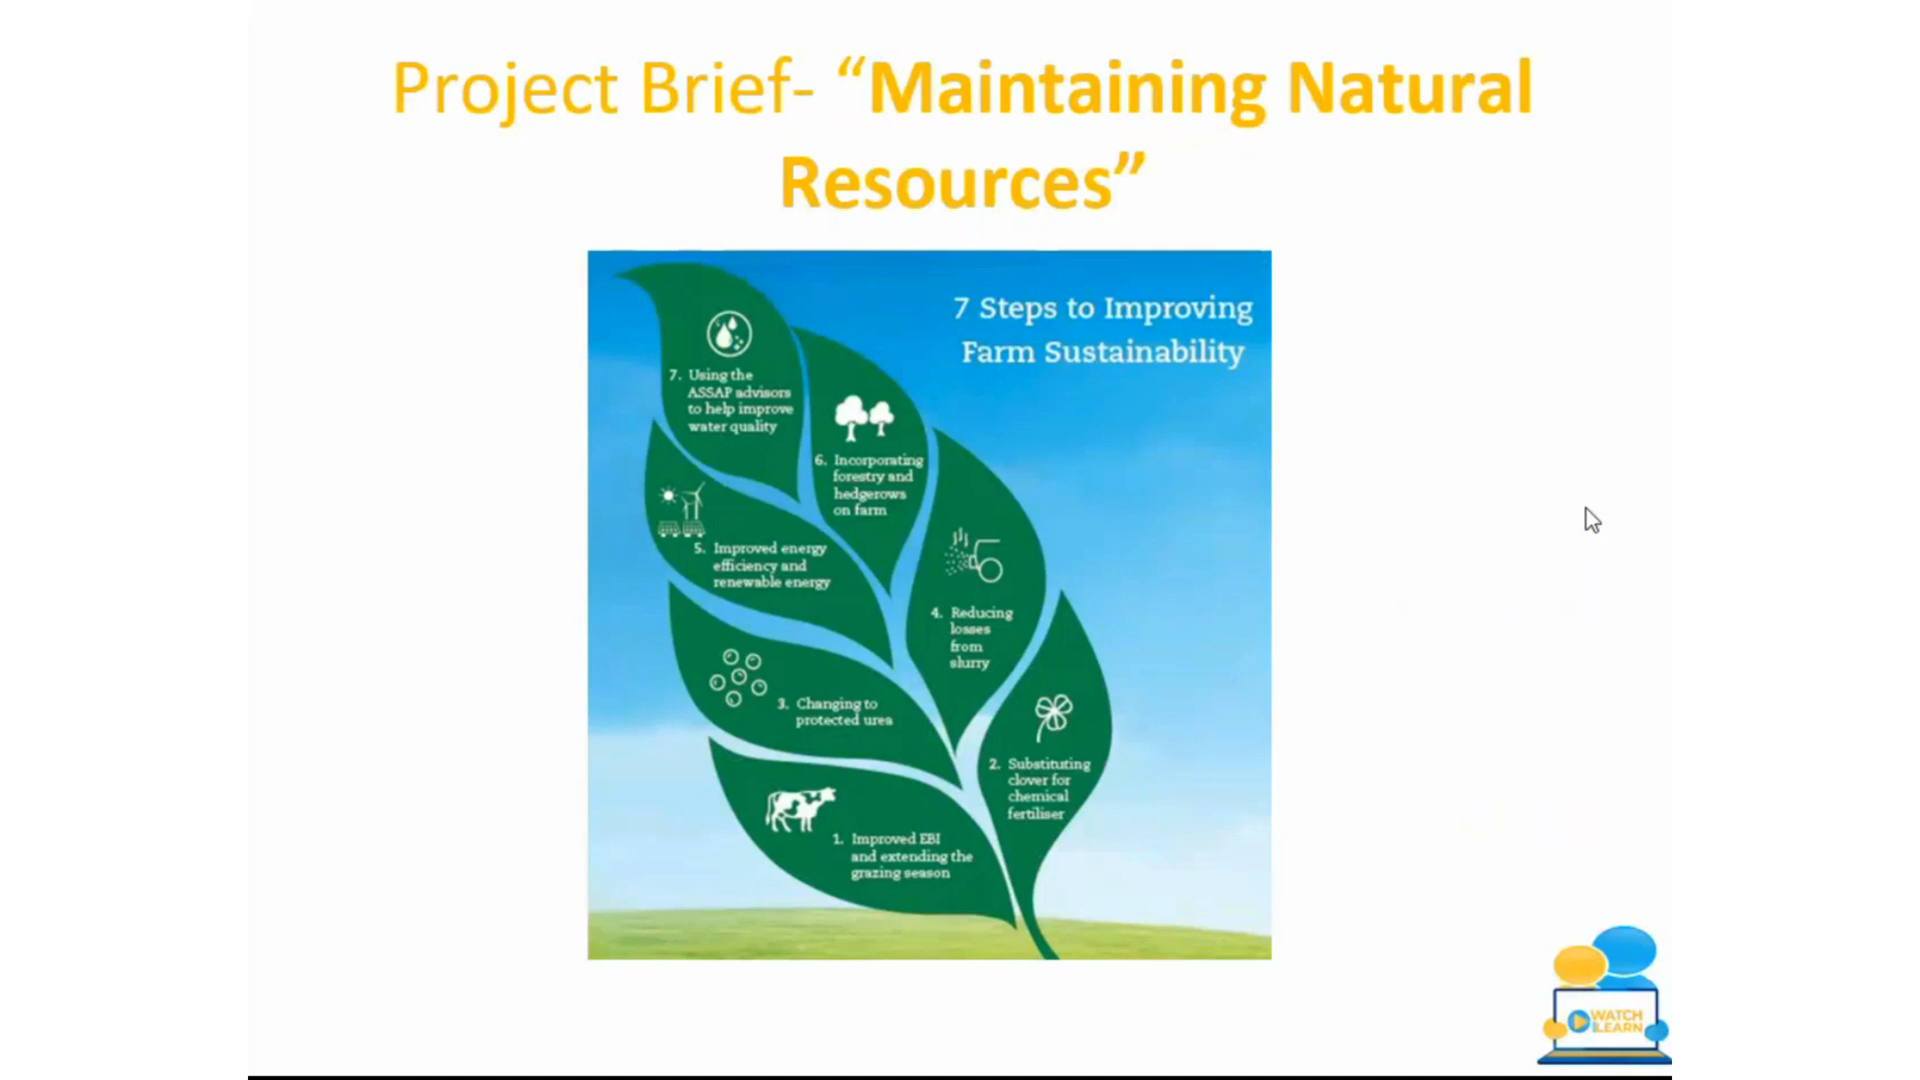 Project Brief- “Maintaining Natural
Resources”
7 Steps to Improving
Farm Sustainability
7. Using the
ASSAP advisors
to help improve
water quality
6. Incorporating
forestry and
hedgerows
on farm
5. Improved energy
efficiency and
renewable energy
4. Reducing
losses
from
slurry
3. Changing to
protected urea
2. Substituting
clover for
chemical
fertiliser
1. Improved EBI
and extending the
grazing season
WATCH
LEARN